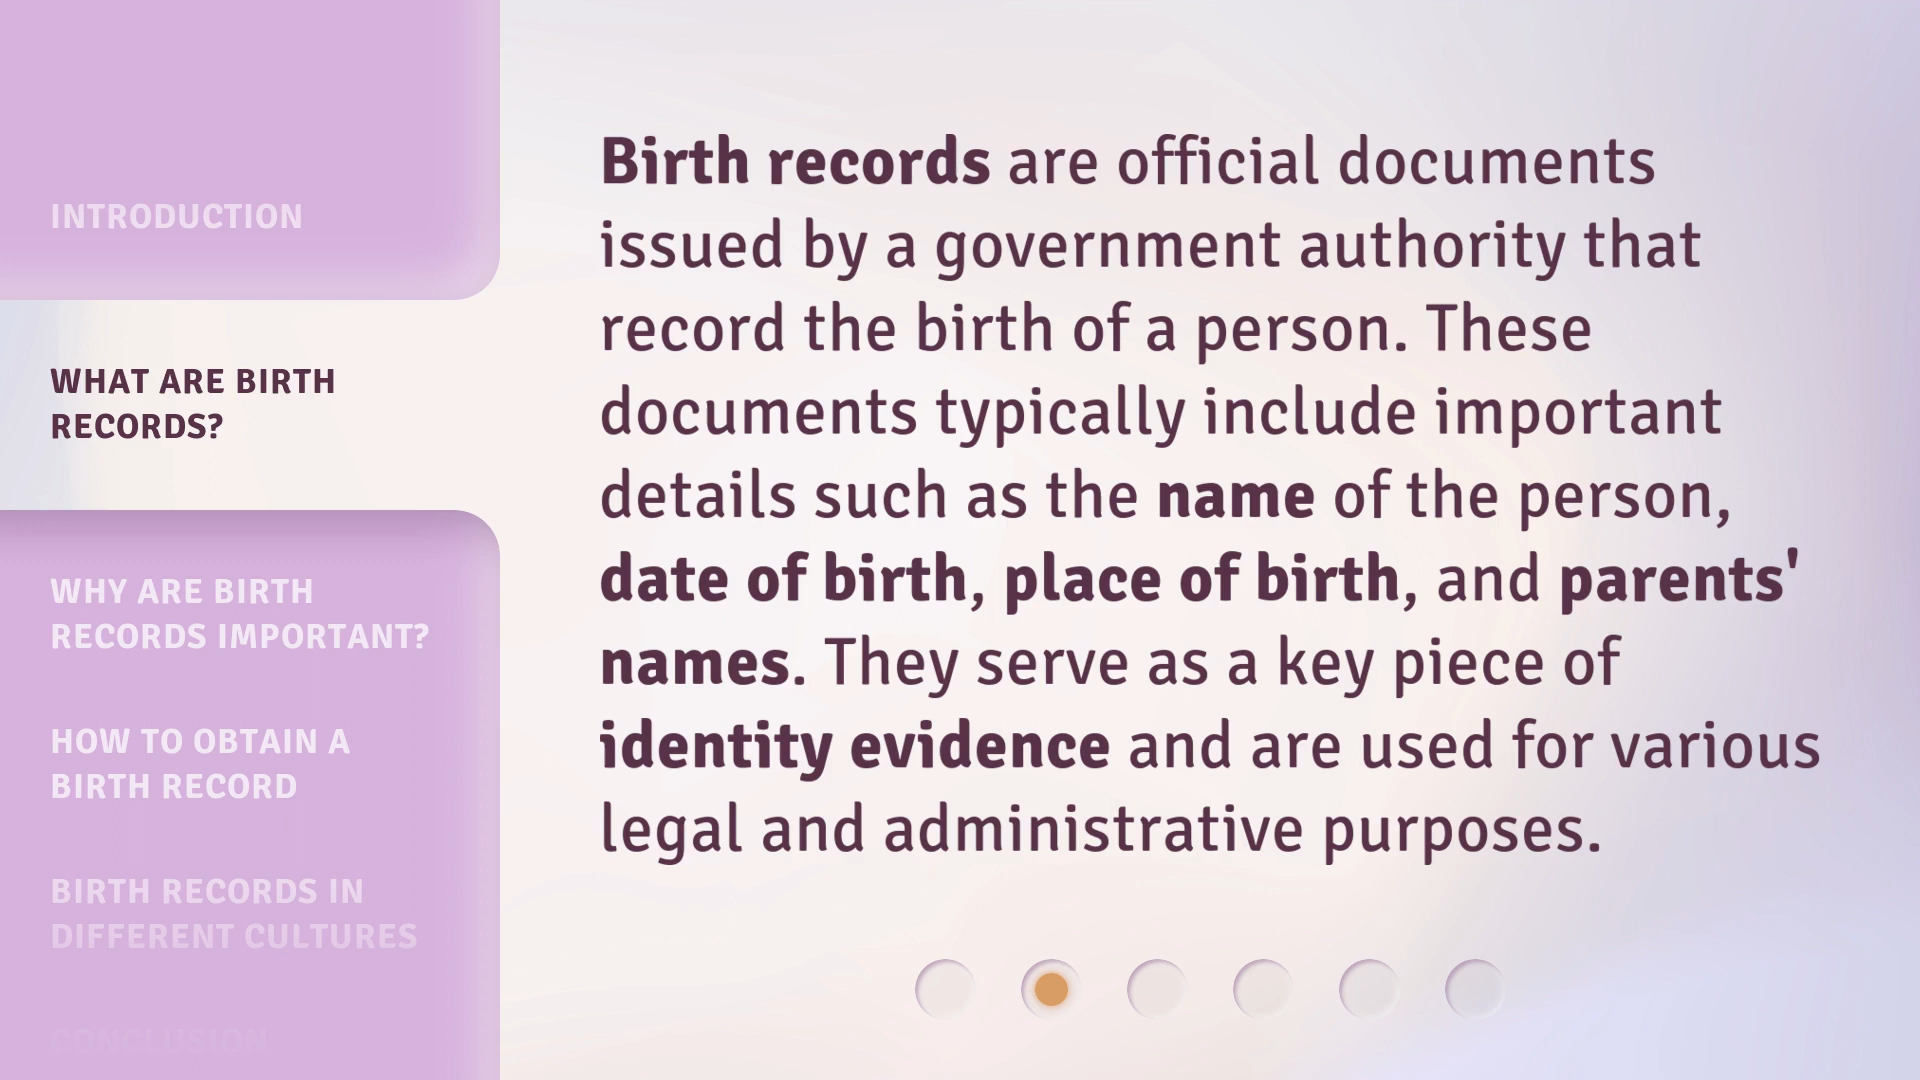 INTRODUCTION
WHAT ARE BIRTH
RECORDS?
WHY ARE BIRTH
RECORDS IMPORTANT?
HOW TO OBTAIN A
BIRTH RECORD
BIRTH RECORDS IN
DIFFERENT CULTURES
CONCLUSION
Birth records are official documents
issued by a government authority that
record the birth of a person. These
documents typically include important
details such as the name of the person,
date of birth, place of birth, and parents'
names. They serve as a key piece of
identity evidence and are used for various
legal and administrative purposes.